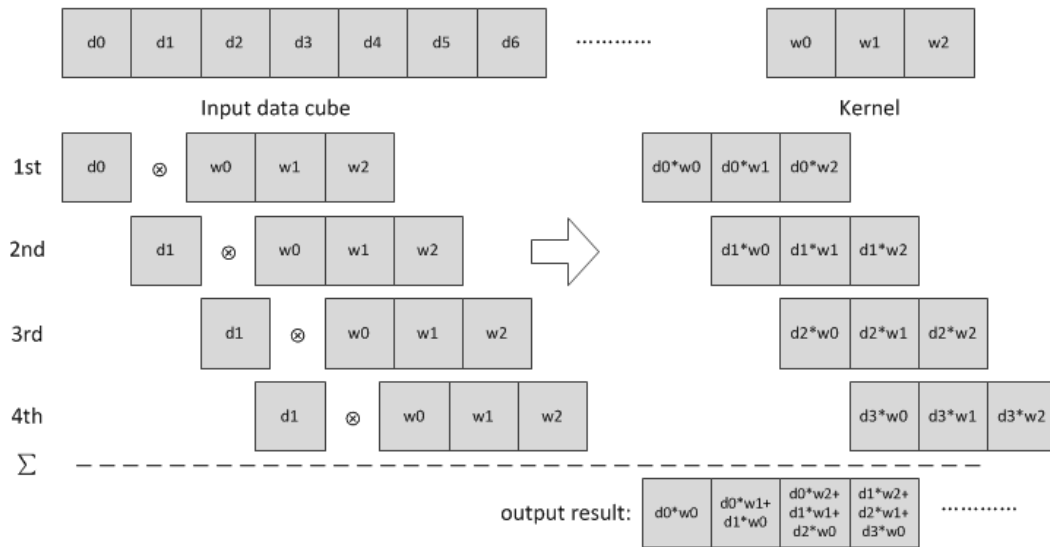 d0 d1 d2 d3 d4 d5 d6 ………… w0 w1 w2
Input data cube Kernel
1st d0 ⊗ w0 w1 w2 d0*w0 d0*w1 d0*w2
2nd d1 ⊗ w0 w1 w2 d1*w0 d1*w1 d1*w2
3rd d1 ⊗ w0 w1 w2 d2*w0 d2*w1 d2*w2
4th d1 ⊗ w0 w1 w2 d3*w0 d3*w1 d3*w2
Σ
output result: d0*w0
d0*w1+
d1*w0
d0*w2+
d1*w1+
d2*w0
d1*w2+
d2*w1+
d3*w0
…………